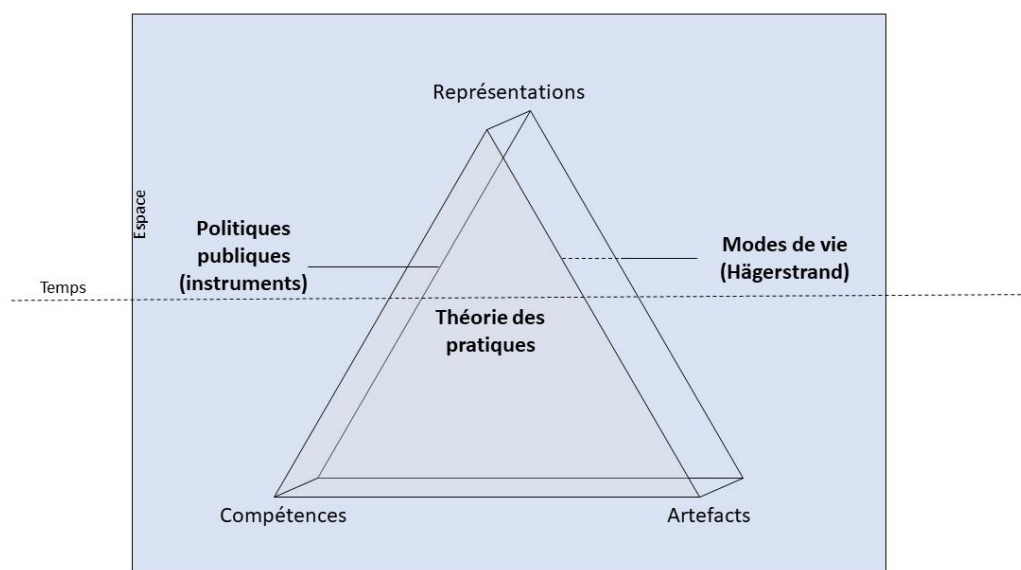 Représentations
Espace
Politiques
publiques
(instruments)
Modes de vie
(Hägerstrand)
Temps
Théorie des
pratiques
Compétences
Artefacts